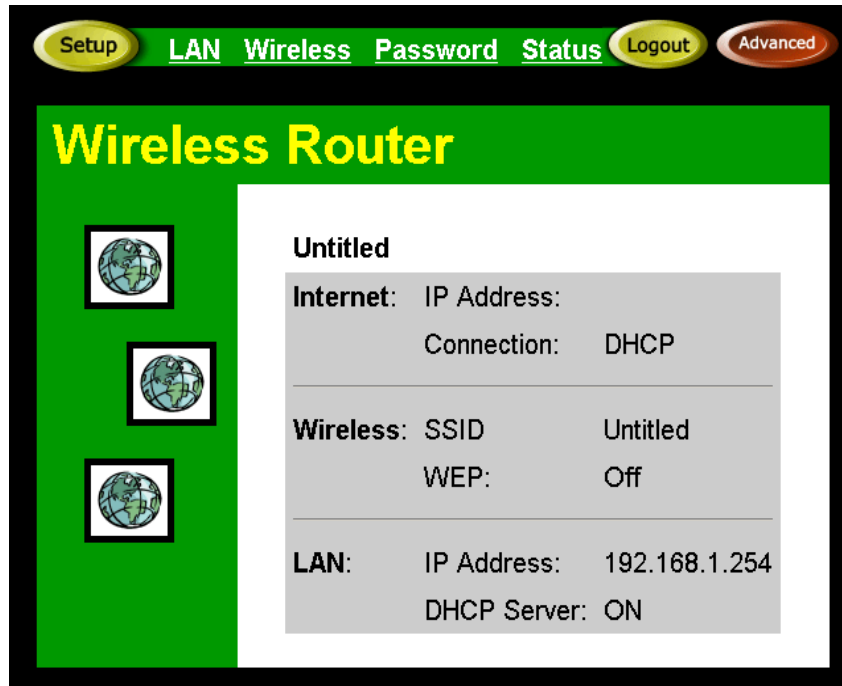 Setup LAN Wireless Password Status Logout Advanced
Wireless Router
Untitled
Internet: IP Address:
Connection: DHCP
Wireless: SSID Untitled
WEP: Off
LAN: IP Address: 192.168.1.254
DHCP Server: ON